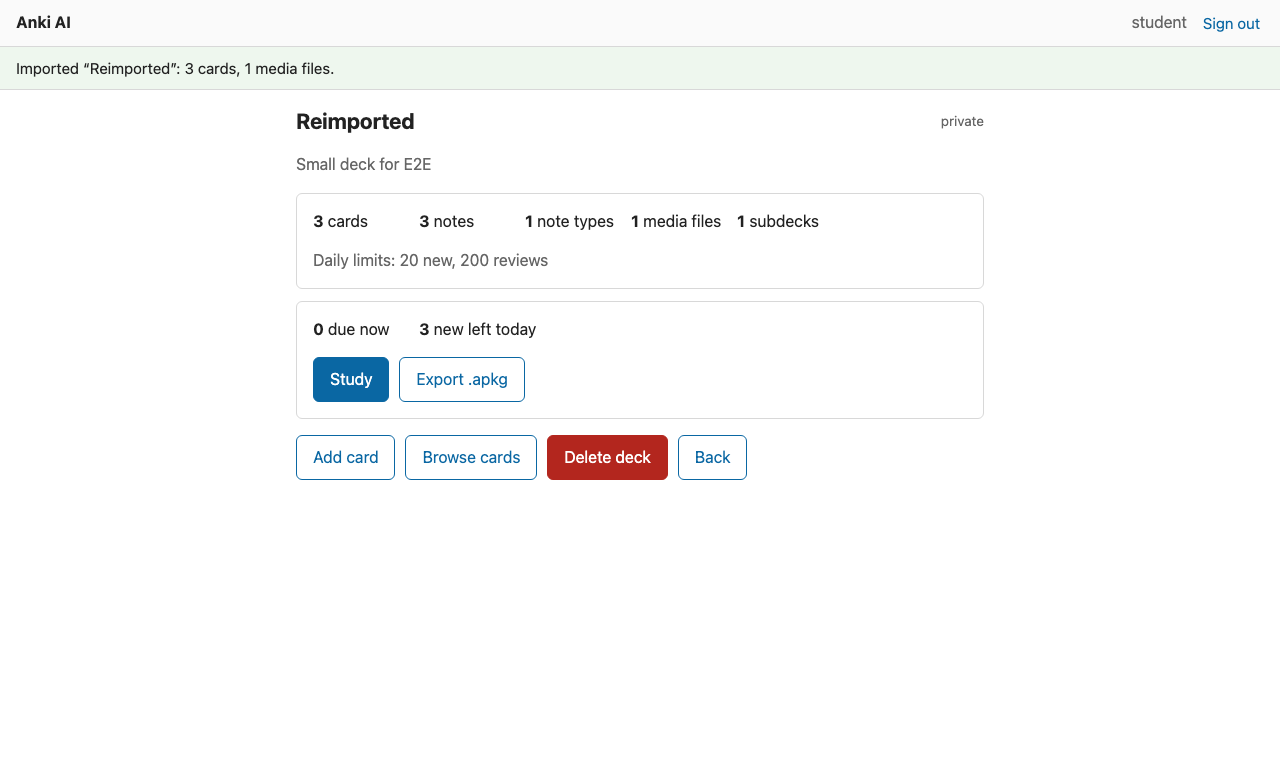 Anki AI
student Sign out
Imported “Reimported”: 3 cards, 1 media files.
Reimported
private
Small deck for E2E
3 cards 3 notes 1 note types 1 media files 1 subdecks
Daily limits: 20 new, 200 reviews
0 due now 3 new left today
Study Export .apkg
Add card Browse cards Delete deck Back